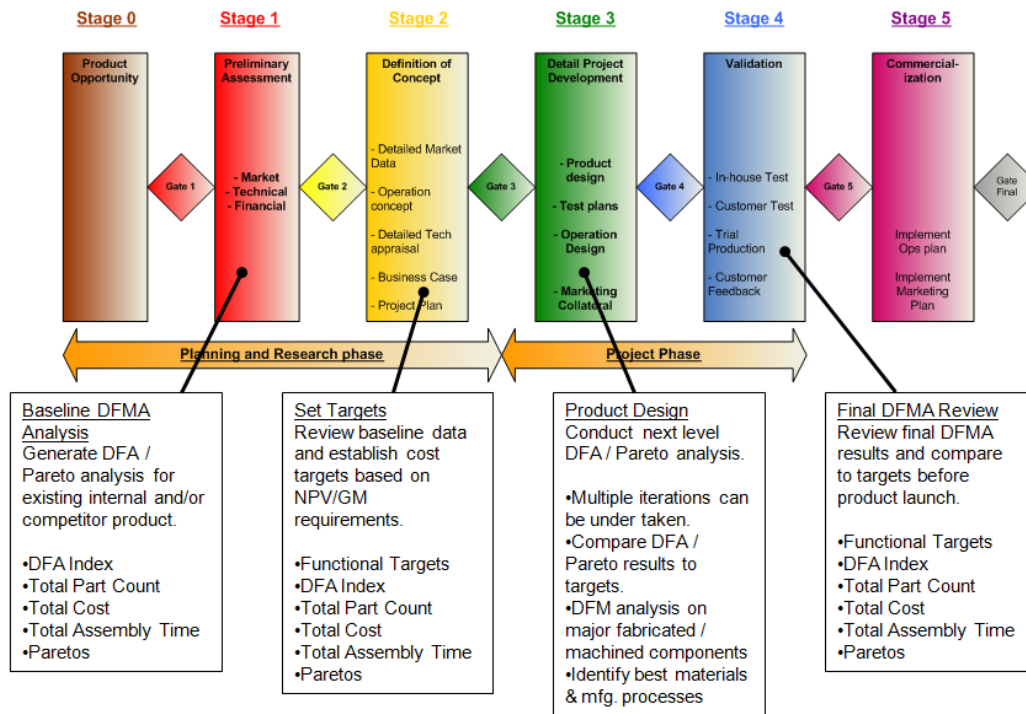 Stage 0
Stage 1
Stage 2
Stage 3
Stage 4
Stage 5
Product
Opportunity
Preliminary
Assessment
Definition of
Concept
Detail Project
Development
Validation
Commercial-
ization
Gate 1
- Market
- Technical
- Financial
Gate 2
- Detailed Market
Data
- Operation
concept
- Detailed Tech
appraisal
- Business Case
- Project Plan
Gate 3
- Product
design
- Test plans
- Operation
Design
- Marketing
Collateral
Gate 4
- In-house Test
- Customer Test
- Trial
Production
- Customer
Feedback
Gate 5
Implement
Ops plan
Implement
Marketing
Plan
Gate
Final
Planning and Research phase
Project Phase
Baseline DFMA
Analysis
Generate DFA /
Pareto analysis for
existing internal and/or
competitor product.
•DFA Index
•Total Part Count
•Total Cost
•Total Assembly Time
•Paretos
Set Targets
Review baseline data
and establish cost
targets based on
NPV/GM
requirements.
•Functional Targets
•DFA Index
•Total Part Count
•Total Cost
•Total Assembly Time
•Paretos
Product Design
Conduct next level
DFA / Pareto analysis.
•Multiple iterations can
be under taken.
•Compare DFA /
Pareto results to
targets.
•DFM analysis on
major fabricated /
machined components
•Identify best materials
& mfg. processes
Final DFMA Review
Review final DFMA
results and compare
to targets before
product launch.
•Functional Targets
•DFA Index
•Total Part Count
•Total Cost
•Total Assembly Time
•Paretos